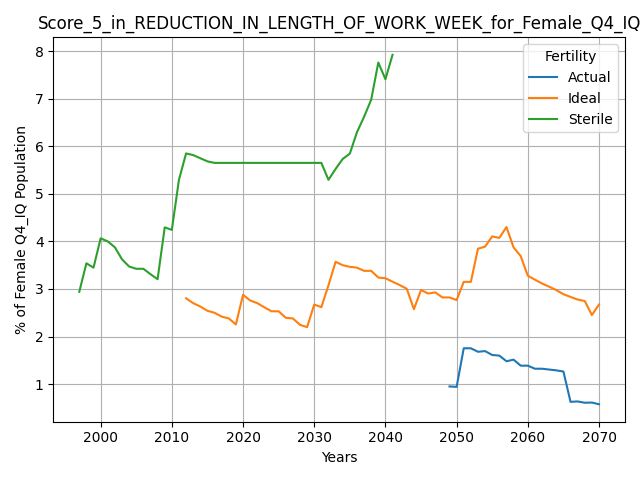 Score_5_in_REDUCTION_IN_LENGTH_OF_WORK_WEEK_for_Female_Q4_IQ
Fertility
Actual
Ideal
Sterile
% of Female Q4_IQ Population
8
7
6
5
4
3
2
1
2000 2010 2020 2030 2040 2050 2060 2070
Years